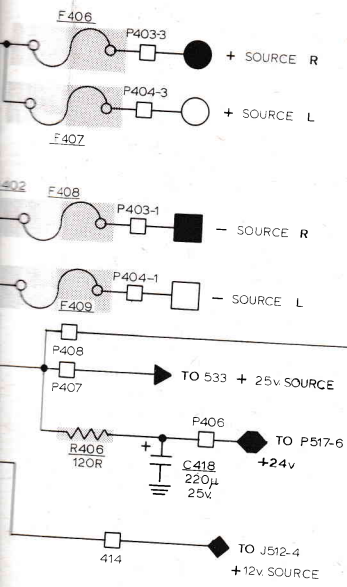 F406
P403-3
+ SOURCE R
P404-3
+ SOURCE L
F407
402 F408
P403-1
- SOURCE R
P404-1
- SOURCE L
F409
P408
P407
TO 533 + 25v. SOURCE
P406
TO P517-6
+24v
R406
120R
+
C418
220µ
25v.
414
TO J512-4
+12v. SOURCE